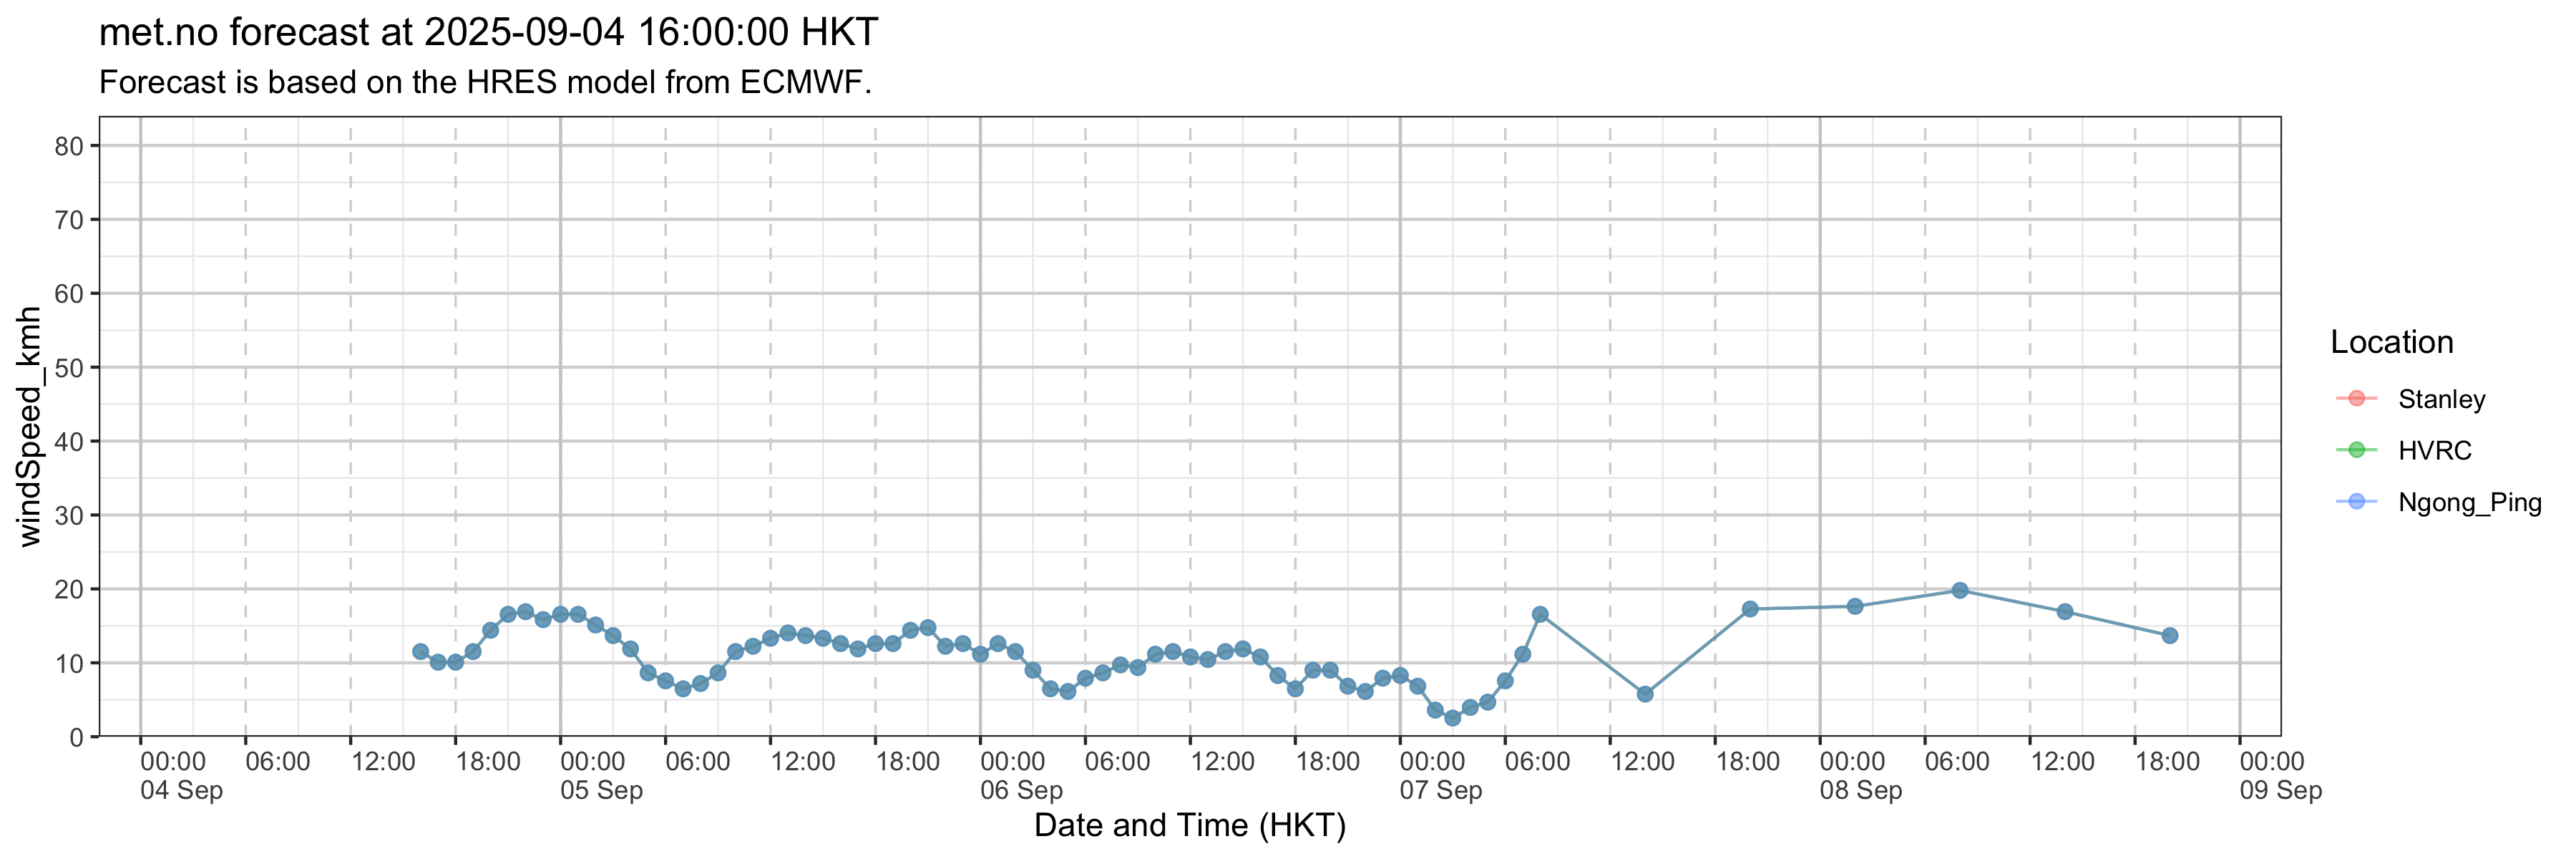 met.no forecast at 2025-09-04 16:00:00 HKT
Forecast is based on the HRES model from ECMWF.
windSpeed_kmh
80
70
60
50
40
30
20
10
0
00:00 06:00 12:00 18:00 00:00 06:00 12:00 18:00 00:00 06:00 12:00 18:00 00:00 06:00 12:00 18:00 00:00 06:00 12:00 18:00 00:00
04 Sep 05 Sep 06 Sep 07 Sep 08 Sep 09 Sep
Date and Time (HKT)
Location
Stanley
HVRC
Ngong_Ping